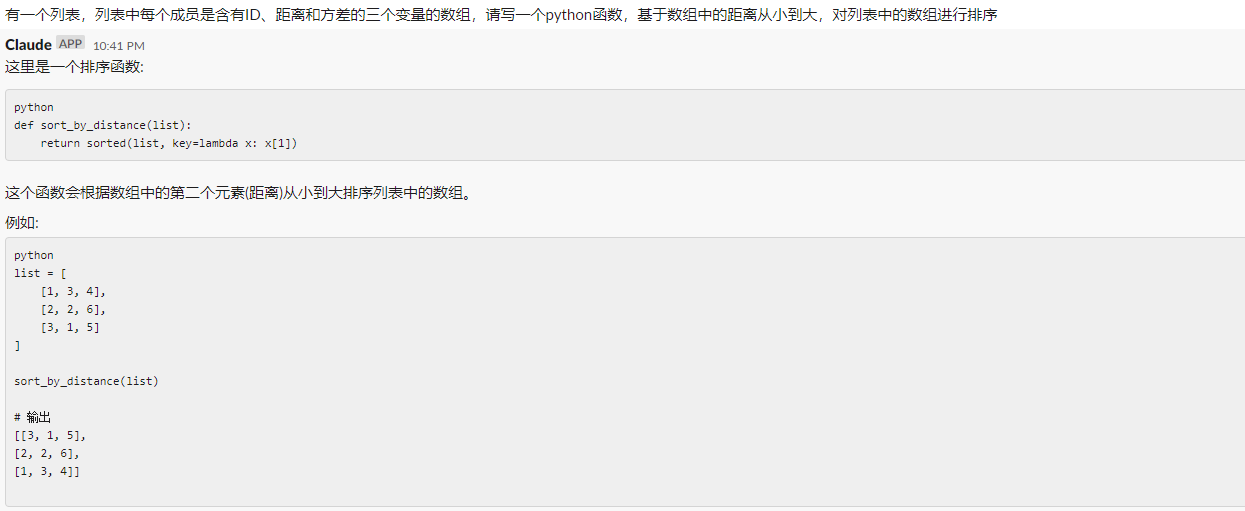 有一个列表，列表中每个成员是含有ID、距离和方差的三个变量的数组，请写一个python函数，基于数组中的距离从小到大，对列表中的数组进行排序
Claude APP 10:41 PM
这里是一个排序函数:
python
def sort_by_distance(list):
    return sorted(list, key=lambda x: x[1])
这个函数会根据数组中的第二个元素(距离)从小到大排序列表中的数组。
例如:
python
list = [
    [1, 3, 4],
    [2, 2, 6],
    [3, 1, 5]
]
sort_by_distance(list)
# 输出
[[3, 1, 5],
[2, 2, 6],
[1, 3, 4]]